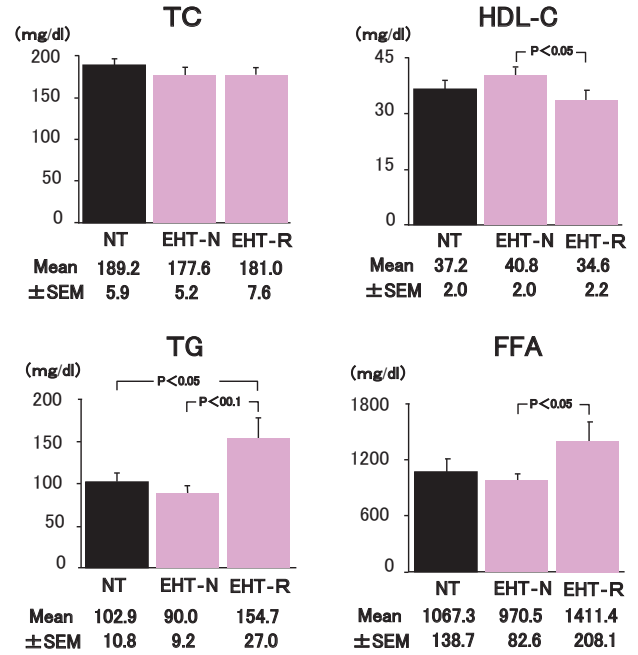 TC
(mg/dl)
200
150
100
50
0
NT EHT-N EHT-R
Mean 189.2 177.6 181.0
±SEM 5.9 5.2 7.6
HDL-C
(mg/dl)
P<0.05
45
30
15
0
NT EHT-N EHT-R
Mean 37.2 40.8 34.6
±SEM 2.0 2.0 2.2
TG
(mg/dl)
P<0.05
P<00.1
200
150
100
50
0
NT EHT-N EHT-R
Mean 102.9 90.0 154.7
±SEM 10.8 9.2 27.0
FFA
(mg/dl)
P<0.05
1800
1200
600
0
NT EHT-N EHT-R
Mean 1067.3 970.5 1411.4
±SEM 138.7 82.6 208.1